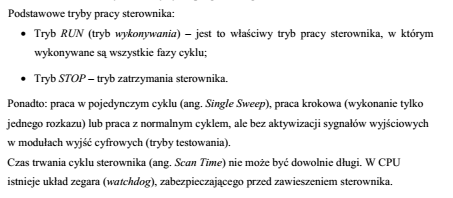 Podstawowe tryby pracy sterownika:
• Tryb RUN (tryb wykonywania) – jest to właściwy tryb pracy sterownika, w którym
wykonywane są wszystkie fazy cyklu;
• Tryb STOP – tryb zatrzymania sterownika.
Ponadto: praca w pojedynczym cyklu (ang. Single Sweep), praca krokowa (wykonanie tylko
jednego rozkazu) lub praca z normalnym cyklem, ale bez aktywizacji sygnałów wyjściowych
w modułach wyjść cyfrowych (tryby testowania).
Czas trwania cyklu sterownika (ang. Scan Time) nie może być dowolnie długi. W CPU
istnieje układ zegara (watchdog), zabezpieczającego przed zawieszeniem sterownika.